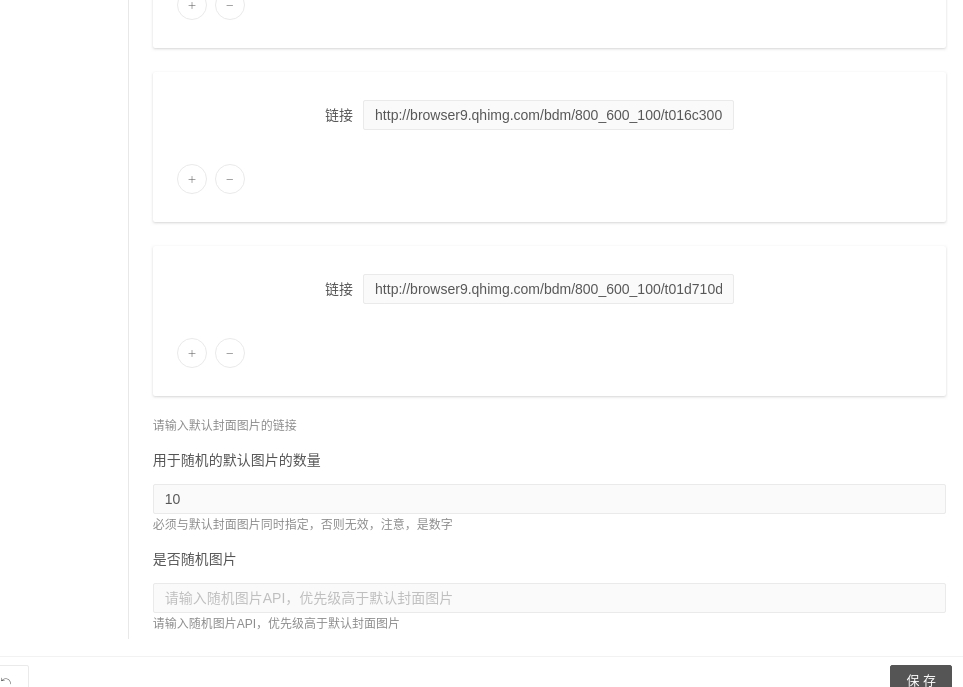 + −
链接 http://browser9.qhimg.com/bdm/800_600_100/t016c300
+ −
链接 http://browser9.qhimg.com/bdm/800_600_100/t01d710d
+ −
请输入默认封面图片的链接
用于随机的默认图片的数量
10
必须与默认封面图片同时指定，否则无效，注意，是数字
是否随机图片
请输入随机图片API，优先级高于默认封面图片
请输入随机图片API，优先级高于默认封面图片
保 存